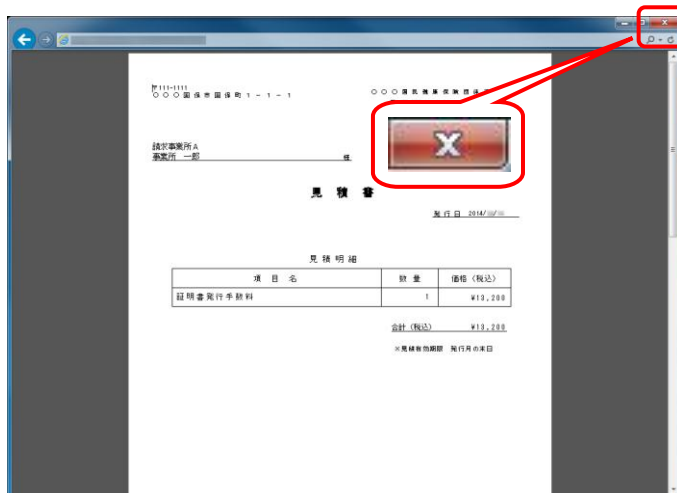 〒111-1111
○○○国保市国保町1-1-1
○○○国民健康保険団体
請求事業所A
事業所 一郎 様
見 積 書
発行日 2014/
見積明細
項 目 名 数 量 価格（税込）
証明書発行手数料 1 ¥13,200
合計（税込） ¥13,200
※見積有効期限 発行月の末日